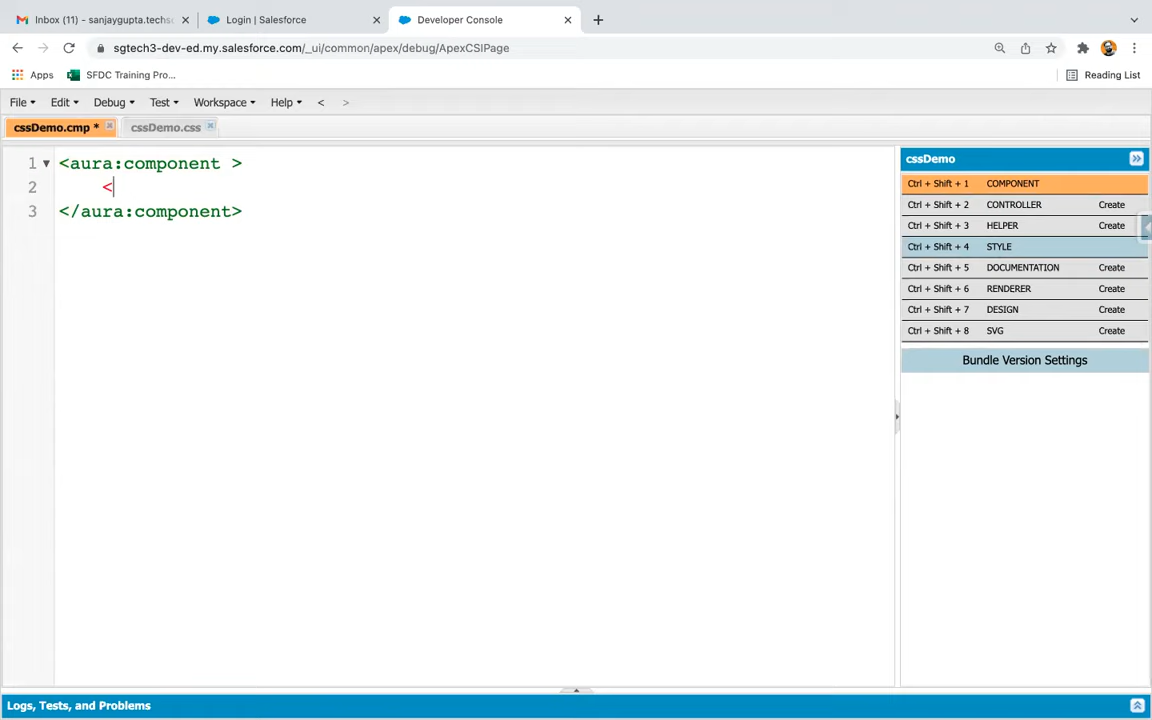 Inbox (11) - sanjaygupta.techsc
Login | Salesforce
Developer Console
sgtech3-dev-ed.my.salesforce.com/_ui/common/apex/debug/ApexCSIPage
Apps
SFDC Training Pro...
Reading List
File
Edit
Debug
Test
Workspace
Help
<
>
cssDemo.cmp *
cssDemo.css
1 <aura:component >
2 <
3 </aura:component>
cssDemo
Ctrl + Shift + 1 COMPONENT
Ctrl + Shift + 2 CONTROLLER Create
Ctrl + Shift + 3 HELPER Create
Ctrl + Shift + 4 STYLE
Ctrl + Shift + 5 DOCUMENTATION Create
Ctrl + Shift + 6 RENDERER Create
Ctrl + Shift + 7 DESIGN Create
Ctrl + Shift + 8 SVG Create
Bundle Version Settings
Logs, Tests, and Problems